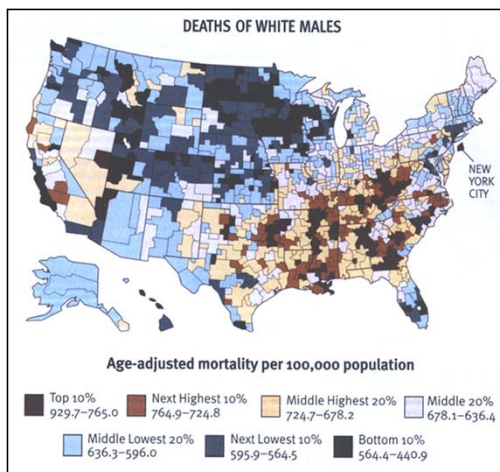 DEATHS OF WHITE MALES
NEW
YORK
CITY
Age-adjusted mortality per 100,000 population
Top 10%
929.7–765.0
Next Highest 10%
764.9–724.8
Middle Highest 20%
724.7–678.2
Middle 20%
678.1–636.4
Middle Lowest 20%
636.3–596.0
Next Lowest 10%
595.9–564.5
Bottom 10%
564.4–440.9